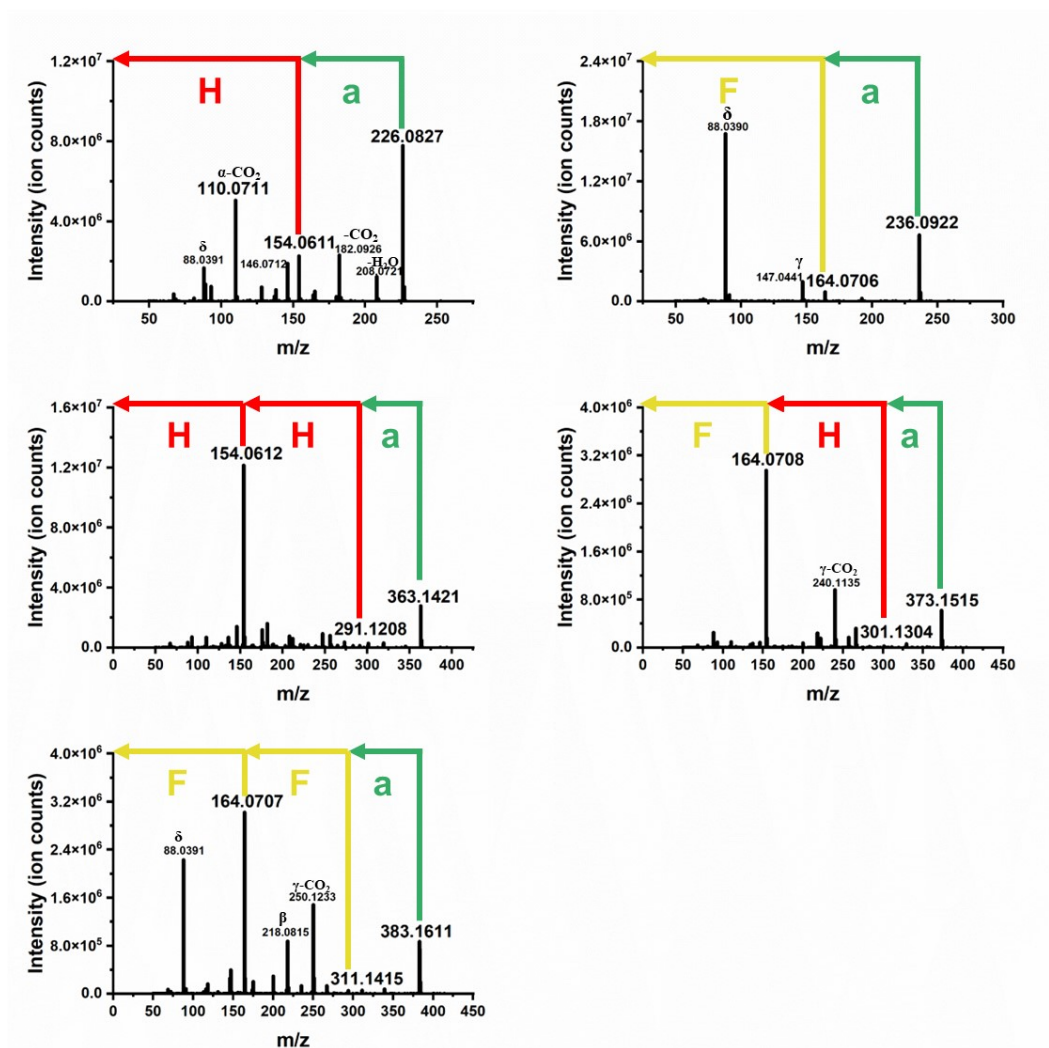 H
a
1.2×10⁷
8.0×10⁶
4.0×10⁶
0.0
Intensity (ion counts)
226.0827
α-CO₂
110.0711
154.0611
-CO₂
182.0926
-H₂O
208.0721
δ
88.0391
146.0712
50
100
150
200
250
m/z
F
a
2.4×10⁷
1.8×10⁷
1.2×10⁷
6.0×10⁶
0.0
Intensity (ion counts)
δ
88.0390
236.0922
γ
147.0441
164.0706
50
100
150
200
250
300
m/z
H
H
a
1.6×10⁷
1.2×10⁷
8.0×10⁶
4.0×10⁶
0.0
Intensity (ion counts)
154.0612
363.1421
291.1208
0
50
100
150
200
250
300
350
400
m/z
F
H
a
4.0×10⁶
3.2×10⁶
2.4×10⁶
1.6×10⁶
8.0×10⁵
0.0
Intensity (ion counts)
164.0708
γ-CO₂
240.1135
373.1515
301.1304
0
50
100
150
200
250
300
350
400
450
m/z
F
F
a
4.0×10⁶
3.2×10⁶
2.4×10⁶
1.6×10⁶
8.0×10⁵
0.0
Intensity (ion counts)
164.0707
δ
88.0391
γ-CO₂
250.1233
β
218.0815
383.1611
311.1415
0
50
100
150
200
250
300
350
400
450
m/z